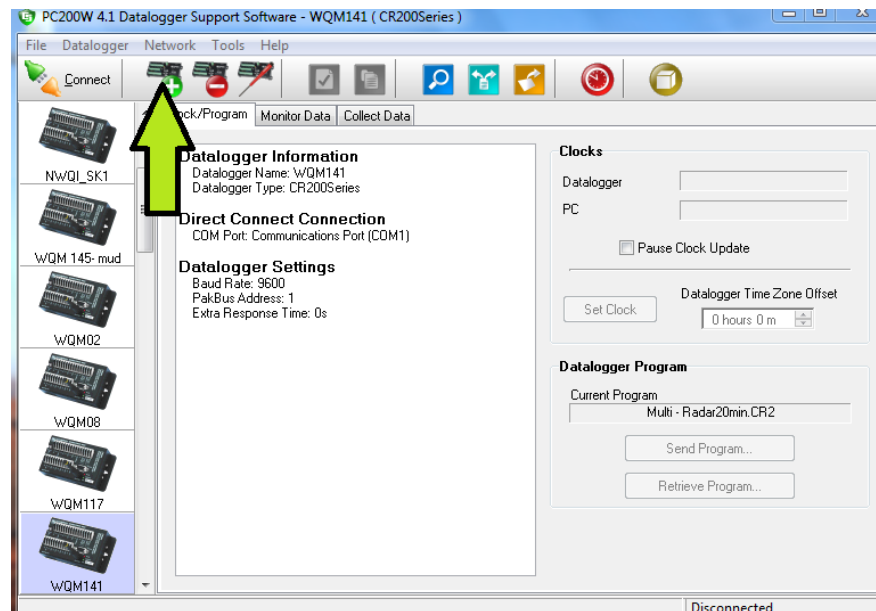 PC200W 4.1 Datalogger Support Software - WQM141 ( CR200Series )
File Datalogger Network Tools Help
Connect
Clock/Program Monitor Data Collect Data
NWQI_SK1
WQM 145- mud
WQM02
WQM08
WQM117
WQM141
Datalogger Information
Datalogger Name: WQM141
Datalogger Type: CR200Series
Direct Connect Connection
COM Port: Communications Port (COM1)
Datalogger Settings
Baud Rate: 9600
PakBus Address: 1
Extra Response Time: 0s
Clocks
Datalogger
PC
Pause Clock Update
Set Clock
Datalogger Time Zone Offset
0 hours 0 m
Datalogger Program
Current Program
Multi - Radar20min.CR2
Send Program...
Retrieve Program...
Disconnected